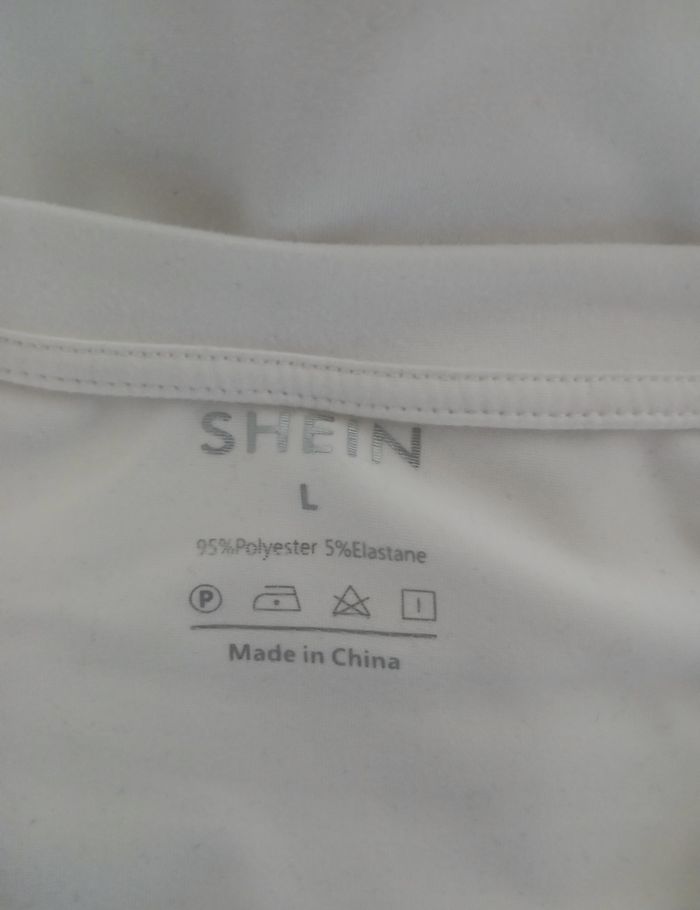 SHEIN
L
95%Polyester 5%Elastane
P
Made in China